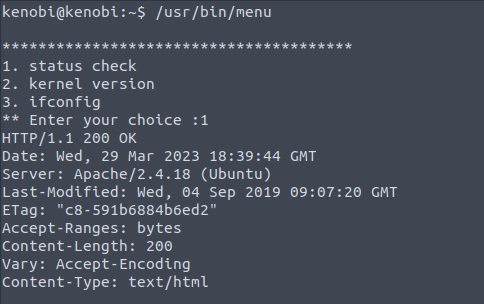 kenobi@kenobi:~$ /usr/bin/menu
***************************************
1. status check
2. kernel version
3. ifconfig
** Enter your choice :1
HTTP/1.1 200 OK
Date: Wed, 29 Mar 2023 18:39:44 GMT
Server: Apache/2.4.18 (Ubuntu)
Last-Modified: Wed, 04 Sep 2019 09:07:20 GMT
ETag: "c8-591b6884b6ed2"
Accept-Ranges: bytes
Content-Length: 200
Vary: Accept-Encoding
Content-Type: text/html